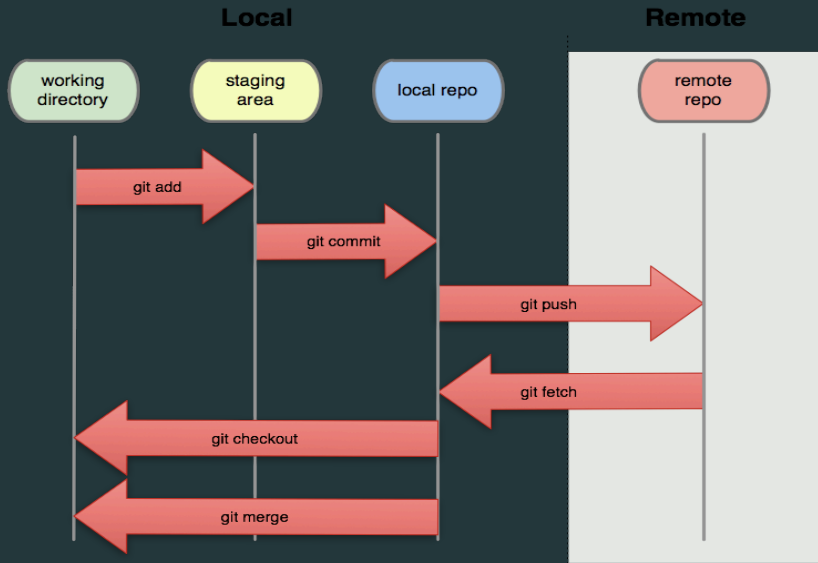 Local
Remote
working
directory
staging
area
local repo
remote
repo
git add
git commit
git push
git fetch
git checkout
git merge